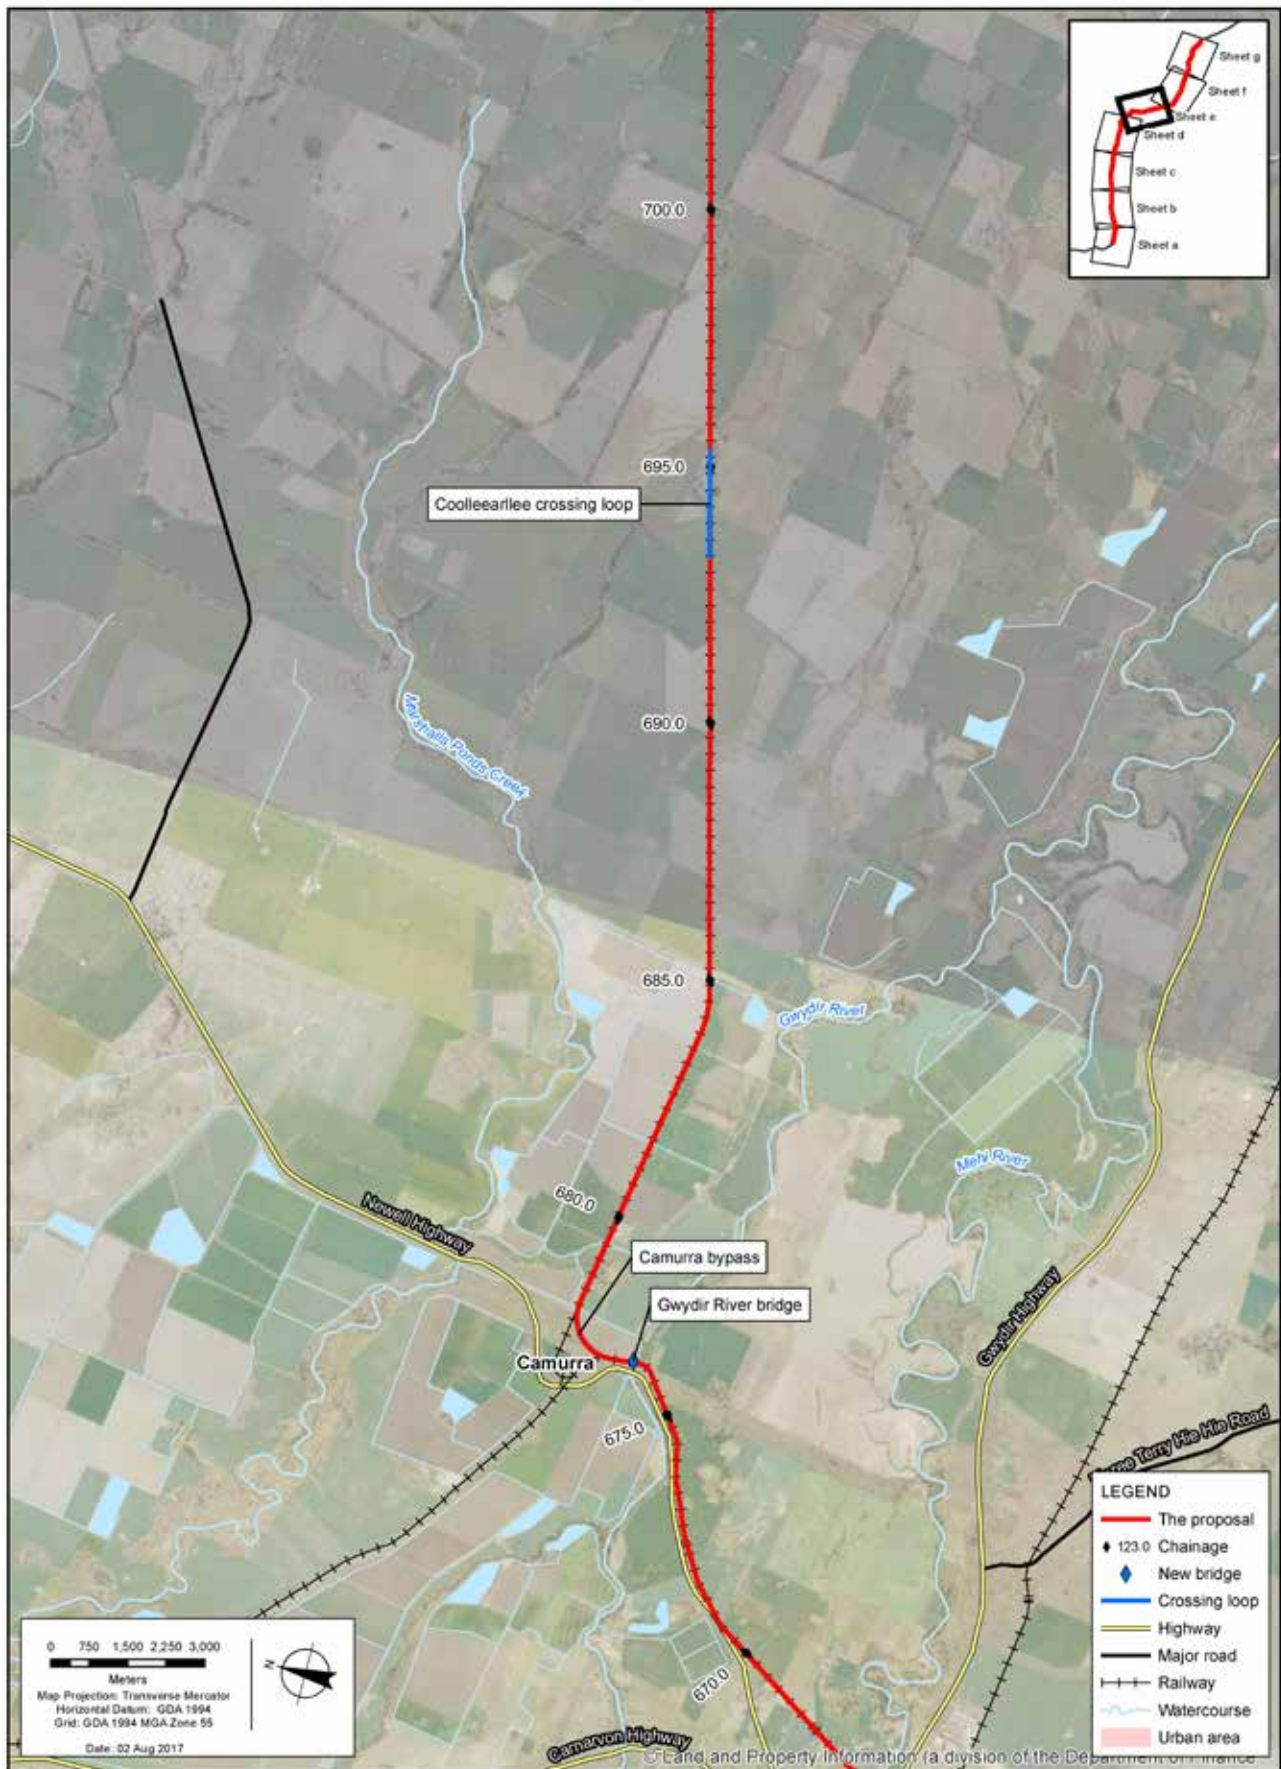 Sheet g
Sheet f
Sheet e
Sheet d
Sheet c
Sheet b
Sheet a
700.0
695.0
Coolleearllee crossing loop
690.0
Marshalls Ponds Creek
685.0
Gwydir River
Mehi River
680.0
Newell Highway
Camurra bypass
Gwydir River bridge
Gwydir Highway
Camurra
675.0
Terry Hie Hie Road
670.0
Carnarvon Highway
LEGEND
The proposal
123.0 Chainage
New bridge
Crossing loop
Highway
Major road
Railway
Watercourse
Urban area
0 750 1,500 2,250 3,000
Meters
Map Projection: Transverse Mercator
Horizontal Datum: GDA 1994
Grid: GDA 1994 MGA Zone 55
Date: 02 Aug 2017
N
© Land and Property Information (a division of the Department of Finance